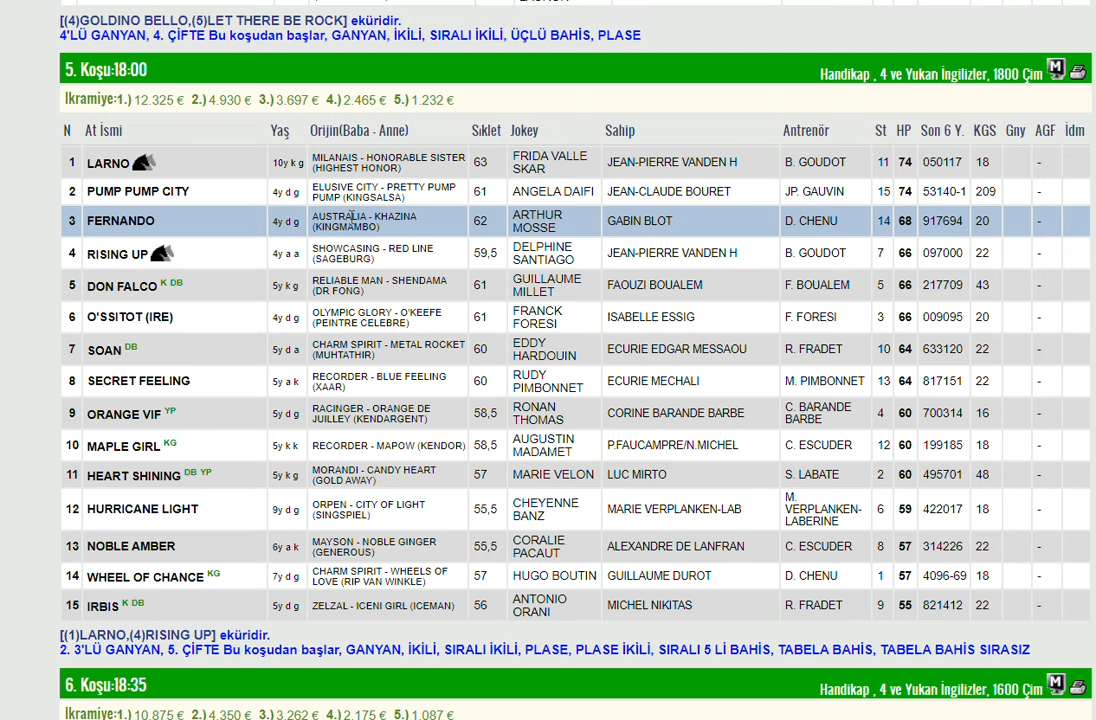 [(4)GOLDINO BELLO,(5)LET THERE BE ROCK] eküridir.
4'LÜ GANYAN, 4. ÇİFTE Bu koşudan başlar, GANYAN, İKİLİ, SIRALI İKİLİ, ÜÇLÜ BAHİS, PLASE
5. Koşu:18:00 Handikap , 4 ve Yukarı İngilizler, 1800 Çim M
İkramiye:1.) 12.325 € 2.) 4.930 € 3.) 3.697 € 4.) 2.465 € 5.) 1.232 €
N At İsmi Yaş Orijin(Baba - Anne) Sıklet Jokey Sahip Antrenör St HP Son 6 Y. KGS Gny AGF İdm
1 LARNO 10y k g MILANAIS - HONORABLE SISTER (HIGHEST HONOR) 63 FRIDA VALLE SKAR JEAN-PIERRE VANDEN H B. GOUDOT 11 74 050117 18 -
2 PUMP PUMP CITY 4y d g ELUSIVE CITY - PRETTY PUMP PUMP (KINGSALSA) 61 ANGELA DAIFI JEAN-CLAUDE BOURET JP. GAUVIN 15 74 53140-1 209 -
3 FERNANDO 4y d g AUSTRALIA - KHAZINA (KINGMAMBO) 62 ARTHUR MOSSE GABIN BLOT D. CHENU 14 68 917694 20 -
4 RISING UP 4y a a SHOWCASING - RED LINE (SAGEBURG) 59,5 DELPHINE SANTIAGO JEAN-PIERRE VANDEN H B. GOUDOT 7 66 097000 22 -
5 DON FALCO K DB 5y k g RELIABLE MAN - SHENDAMA (DR FONG) 61 GUILLAUME MILLET FAOUZI BOUALEM F. BOUALEM 5 66 217709 43 -
6 O'SSITOT (IRE) 4y d g OLYMPIC GLORY - O'KEEFE (PEINTRE CELEBRE) 61 FRANCK FORESI ISABELLE ESSIG F. FORESI 3 66 009095 20 -
7 SOAN DB 5y d a CHARM SPIRIT - METAL ROCKET (MUHTATHIR) 60 EDDY HARDOUIN ECURIE EDGAR MESSAOU R. FRADET 10 64 633120 22 -
8 SECRET FEELING 5y a k RECORDER - BLUE FEELING (XAAR) 60 RUDY PIMBONNET ECURIE MECHALI M. PIMBONNET 13 64 817151 22 -
9 ORANGE VIF YP 5y d g RACINGER - ORANGE DE JUILLEY (KENDARGENT) 58,5 RONAN THOMAS CORINE BARANDE BARBE C. BARANDE BARBE 4 60 700314 16 -
10 MAPLE GIRL KG 5y k k RECORDER - MAPOW (KENDOR) 58,5 AUGUSTIN MADAMET P.FAUCAMPRE/N.MICHEL C. ESCUDER 12 60 199185 18 -
11 HEART SHINING DB YP 5y k g MORANDI - CANDY HEART (GOLD AWAY) 57 MARIE VELON LUC MIRTO S. LABATE 2 60 495701 48 -
12 HURRICANE LIGHT 9y d g ORPEN - CITY OF LIGHT (SINGSPIEL) 55,5 CHEYENNE BANZ MARIE VERPLANKEN-LAB M. VERPLANKEN-LABERINE 6 59 422017 18 -
13 NOBLE AMBER 6y a k MAYSON - NOBLE GINGER (GENEROUS) 55,5 CORALIE PACAUT ALEXANDRE DE LANFRAN C. ESCUDER 8 57 314226 22 -
14 WHEEL OF CHANCE KG 7y d g CHARM SPIRIT - WHEELS OF LOVE (RIP VAN WINKLE) 57 HUGO BOUTIN GUILLAUME DUROT D. CHENU 1 57 4096-69 18 -
15 IRBIS K DB 5y d g ZELZAL - ICENI GIRL (ICEMAN) 56 ANTONIO ORANI MICHEL NIKITAS R. FRADET 9 55 821412 22 -
[(1)LARNO,(4)RISING UP] eküridir.
2. 3'LÜ GANYAN, 5. ÇİFTE Bu koşudan başlar, GANYAN, İKİLİ, SIRALI İKİLİ, PLASE, PLASE İKİLİ, SIRALI 5 Lİ BAHİS, TABELA BAHİS, TABELA BAHİS SIRASIZ
6. Koşu:18:35 Handikap , 4 ve Yukarı İngilizler, 1600 Çim M
İkramiye:1.) 10.875 € 2.) 4.350 € 3.) 3.262 € 4.) 2.175 € 5.) 1.087 €